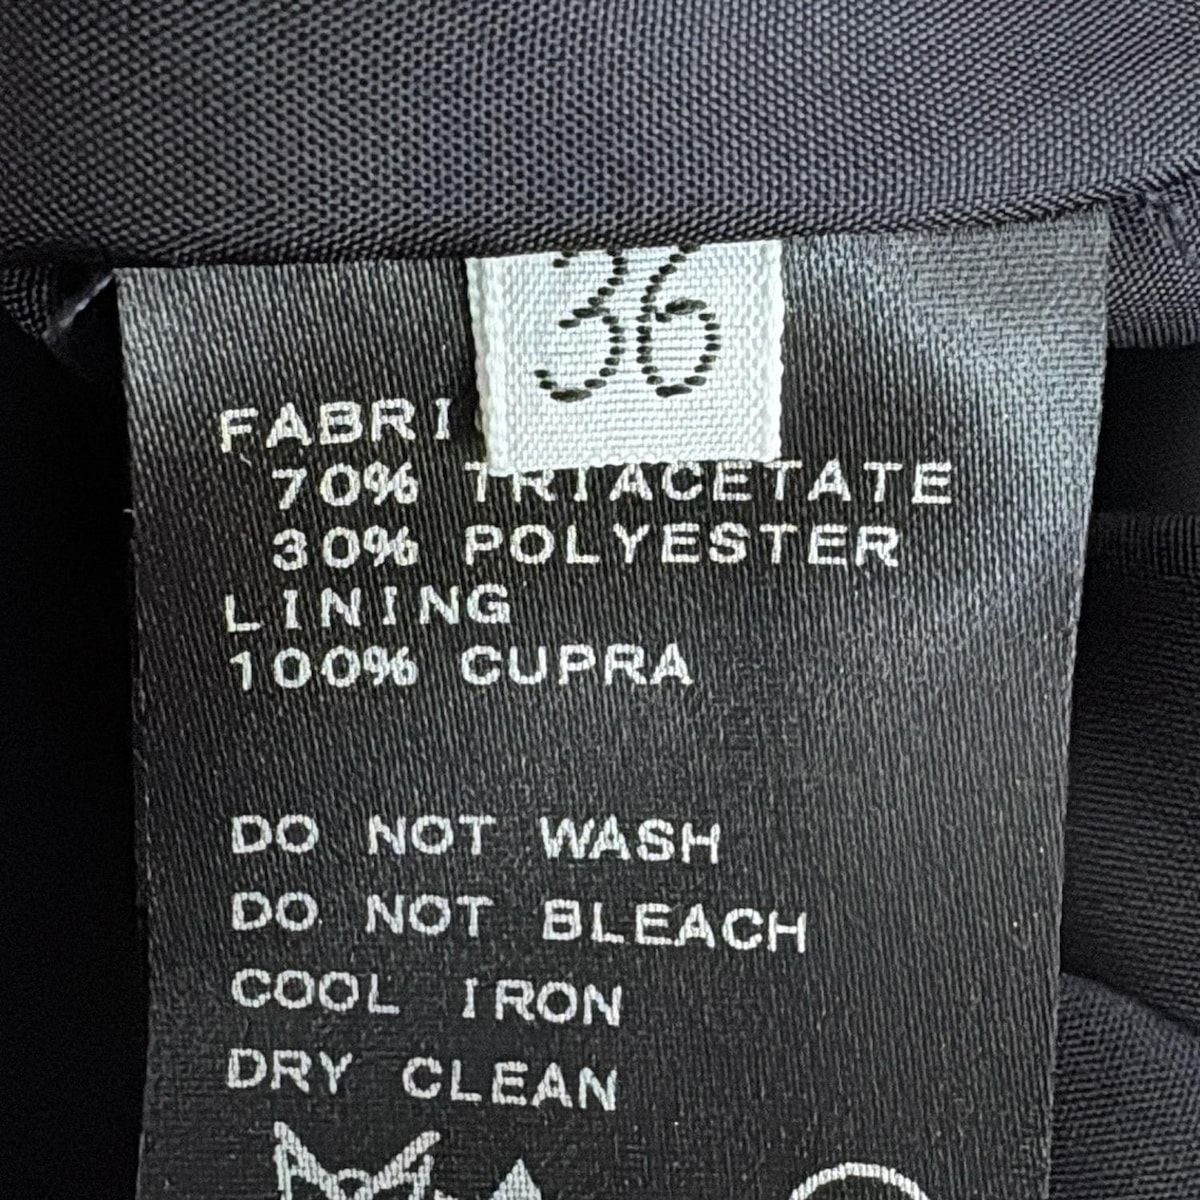 36
FABRI
70% TRIACETATE
30% POLYESTER
LINING
100% CUPRA
DO NOT WASH
DO NOT BLEACH
COOL IRON
DRY CLEAN